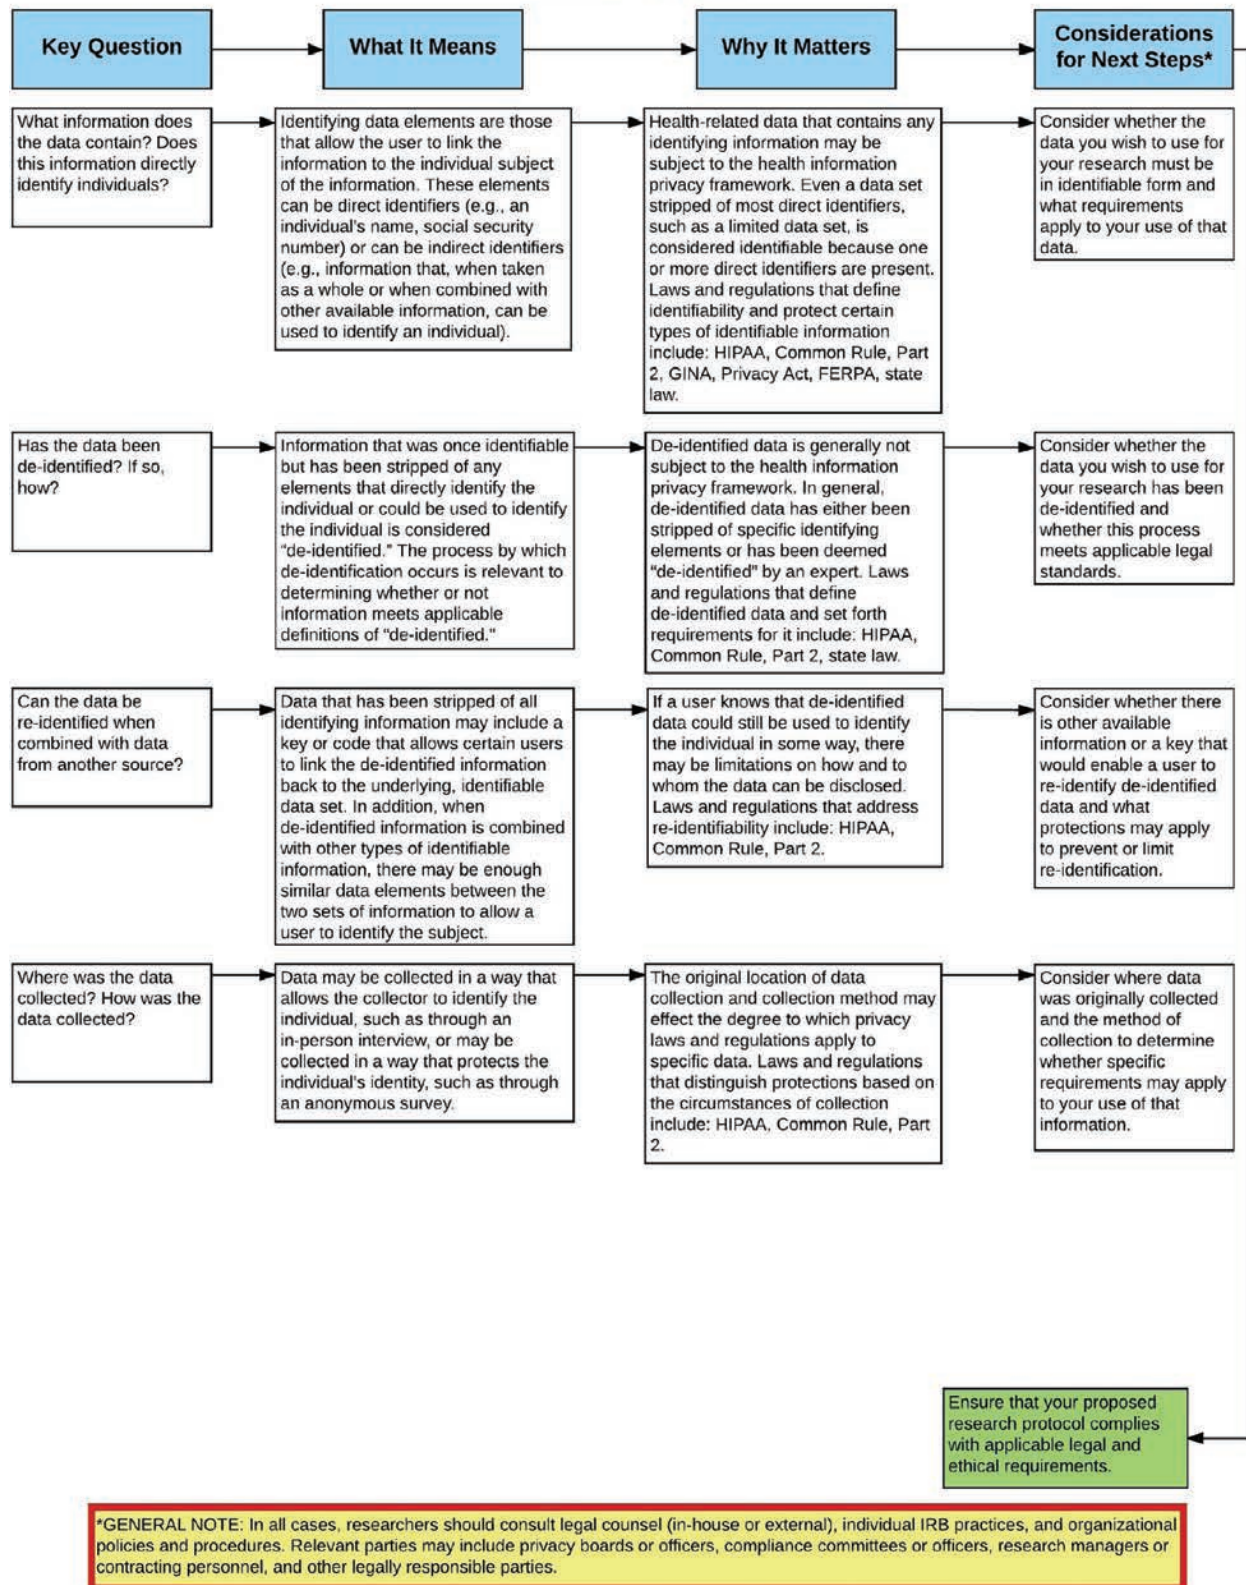 Key Question
What It Means
Why It Matters
Considerations
for Next Steps*
What information does
the data contain? Does
this information directly
identify individuals?
Identifying data elements are those
that allow the user to link the
information to the individual subject
of the information. These elements
can be direct identifiers (e.g., an
individual's name, social security
number) or can be indirect identifiers
(e.g., information that, when taken
as a whole or when combined with
other available information, can be
used to identify an individual).
Health-related data that contains any
identifying information may be
subject to the health information
privacy framework. Even a data set
stripped of most direct identifiers,
such as a limited data set, is
considered identifiable because one
or more direct identifiers are present.
Laws and regulations that define
identifiability and protect certain
types of identifiable information
include: HIPAA, Common Rule, Part
2, GINA, Privacy Act, FERPA, state
law.
Consider whether the
data you wish to use for
your research must be
in identifiable form and
what requirements
apply to your use of that
data.
Has the data been
de-identified? If so,
how?
Information that was once identifiable
but has been stripped of any
elements that directly identify the
individual or could be used to identify
the individual is considered
"de-identified." The process by which
de-identification occurs is relevant to
determining whether or not
information meets applicable
definitions of "de-identified."
De-identified data is generally not
subject to the health information
privacy framework. In general,
de-identified data has either been
stripped of specific identifying
elements or has been deemed
"de-identified" by an expert. Laws
and regulations that define
de-identified data and set forth
requirements for it include: HIPAA,
Common Rule, Part 2, state law.
Consider whether the
data you wish to use for
your research has been
de-identified and
whether this process
meets applicable legal
standards.
Can the data be
re-identified when
combined with data
from another source?
Data that has been stripped of all
identifying information may include a
key or code that allows certain users
to link the de-identified information
back to the underlying, identifiable
data set. In addition, when
de-identified information is combined
with other types of identifiable
information, there may be enough
similar data elements between the
two sets of information to allow a
user to identify the subject.
If a user knows that de-identified
data could still be used to identify
the individual in some way, there
may be limitations on how and to
whom the data can be disclosed.
Laws and regulations that address
re-identifiability include: HIPAA,
Common Rule, Part 2.
Consider whether there
is other available
information or a key that
would enable a user to
re-identify de-identified
data and what
protections may apply
to prevent or limit
re-identification.
Where was the data
collected? How was the
data collected?
Data may be collected in a way that
allows the collector to identify the
individual, such as through an
in-person interview, or may be
collected in a way that protects the
individual's identity, such as through
an anonymous survey.
The original location of data
collection and collection method may
effect the degree to which privacy
laws and regulations apply to
specific data. Laws and regulations
that distinguish protections based on
the circumstances of collection
include: HIPAA, Common Rule, Part
2.
Consider where data
was originally collected
and the method of
collection to determine
whether specific
requirements may apply
to your use of that
information.
Ensure that your proposed
research protocol complies
with applicable legal and
ethical requirements.
*GENERAL NOTE: In all cases, researchers should consult legal counsel (in-house or external), individual IRB practices, and organizational
policies and procedures. Relevant parties may include privacy boards or officers, compliance committees or officers, research managers or
contracting personnel, and other legally responsible parties.